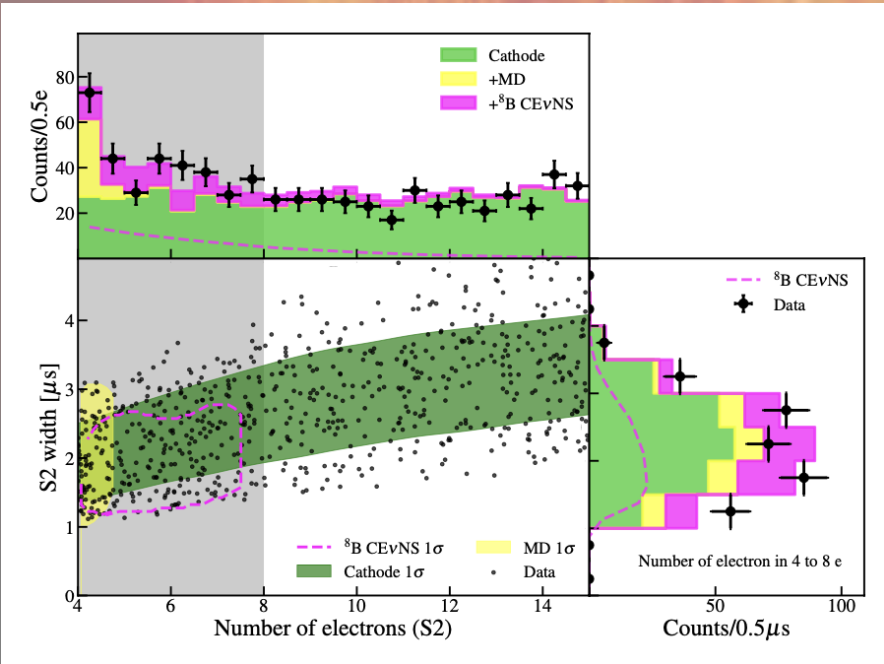 Cathode
+MD
+⁸B CEνNS
Counts/0.5e
80
60
40
20
S2 width [μs]
4
3
2
1
0
⁸B CEνNS 1σ
MD 1σ
Cathode 1σ
Data
4
6
8
10
12
14
Number of electrons (S2)
⁸B CEνNS
Data
Number of electron in 4 to 8 e
50
100
Counts/0.5μs